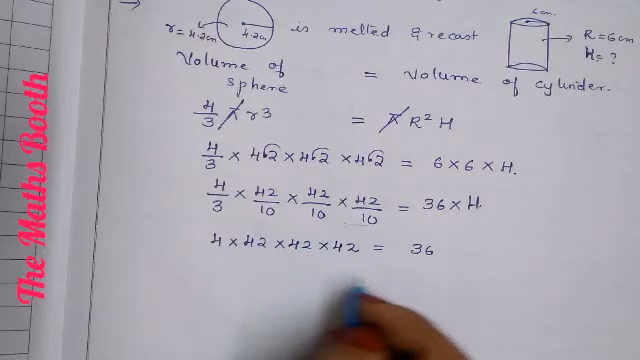 →
r=4.2cm 4.2cm is melted & recast 6cm R=6cm
H=?
Volume of sphere = Volume of cylinder.
4/3 π r3 = π R² H
4/3 × 4.2 × 4.2 × 4.2 = 6 × 6 × H.
4/3 × 42/10 × 42/10 × 42/10 = 36 × H
4 × 42 × 42 × 42 = 36
The Maths Booth